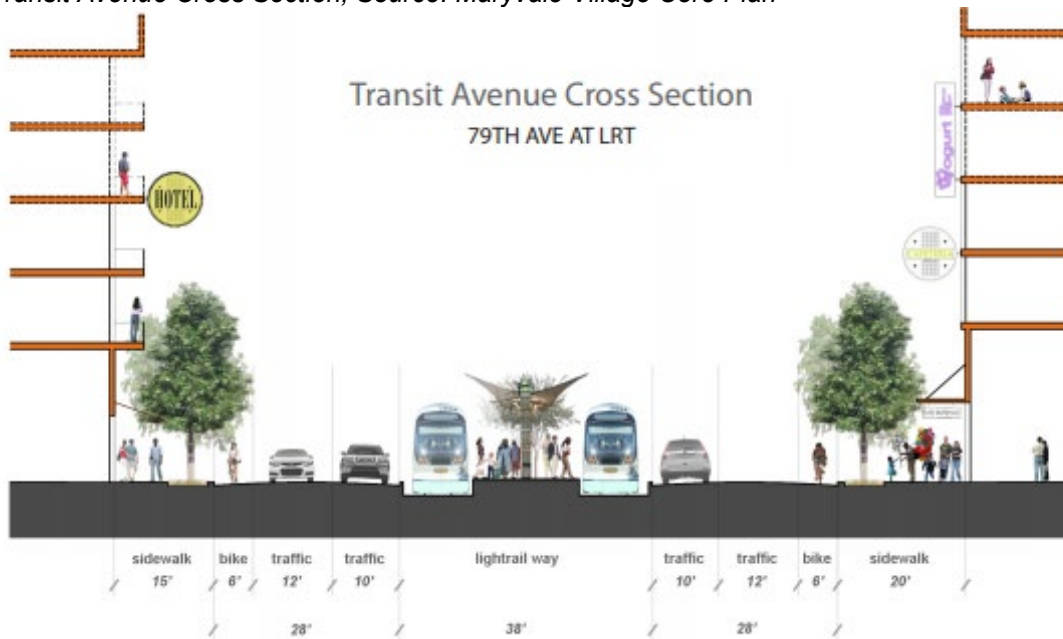 Transit Avenue Cross Section, Source: Maryvale Village Core Plan
Transit Avenue Cross Section
79TH AVE AT LRT
HOTEL
Yogurt
CAFETERIA
sidewalk bike traffic traffic lightrail way traffic traffic bike sidewalk
15' 6' 12' 10' 10' 12' 6' 20'
28' 38' 28'